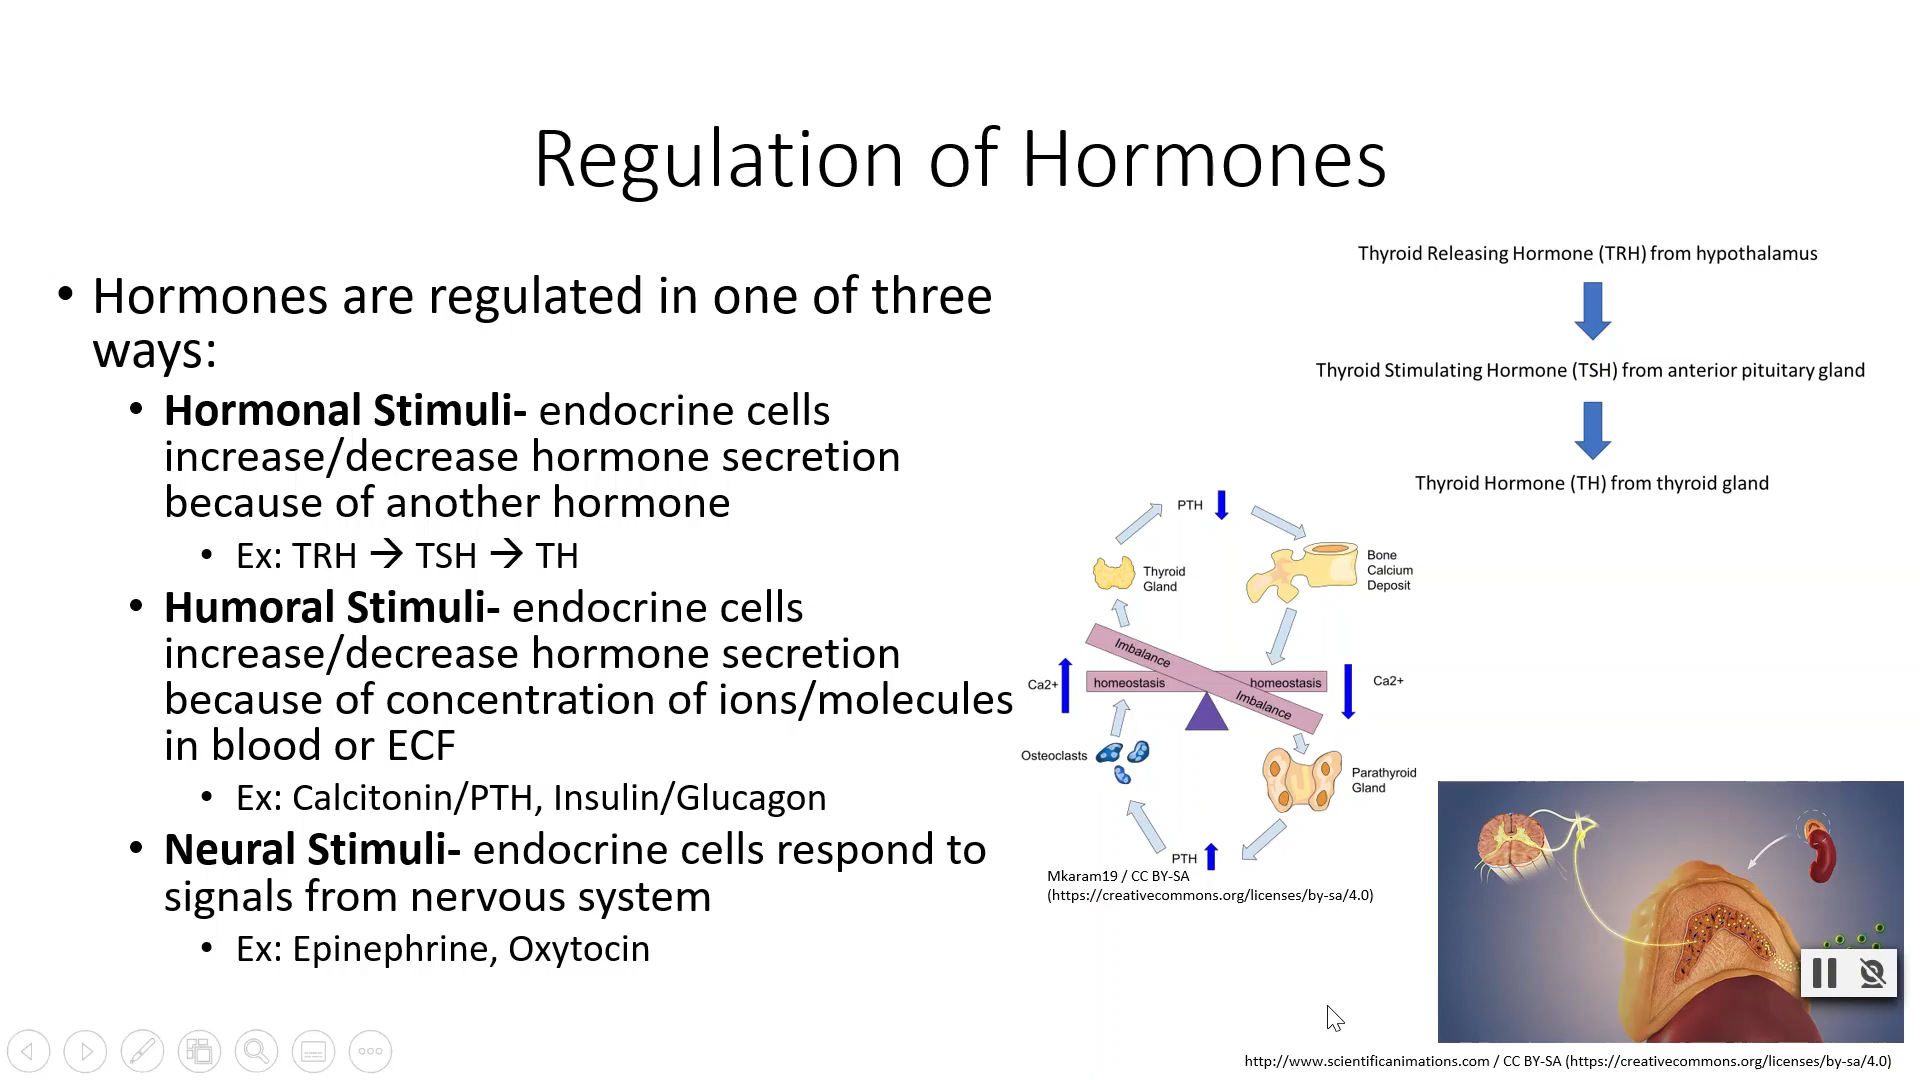 Regulation of Hormones
• Hormones are regulated in one of three
ways:
• Hormonal Stimuli- endocrine cells
increase/decrease hormone secretion
because of another hormone
• Ex: TRH → TSH → TH
• Humoral Stimuli- endocrine cells
increase/decrease hormone secretion
because of concentration of ions/molecules
in blood or ECF
• Ex: Calcitonin/PTH, Insulin/Glucagon
• Neural Stimuli- endocrine cells respond to
signals from nervous system
• Ex: Epinephrine, Oxytocin
Thyroid Releasing Hormone (TRH) from hypothalamus
Thyroid Stimulating Hormone (TSH) from anterior pituitary gland
Thyroid Hormone (TH) from thyroid gland
PTH
Bone
Calcium
Deposit
Thyroid
Gland
Imbalance
Ca2+
homeostasis
homeostasis
Ca2+
Imbalance
Osteoclasts
Parathyroid
Gland
PTH
Mkaram19 / CC BY-SA
(https://creativecommons.org/licenses/by-sa/4.0)
http://www.scientificanimations.com / CC BY-SA (https://creativecommons.org/licenses/by-sa/4.0)